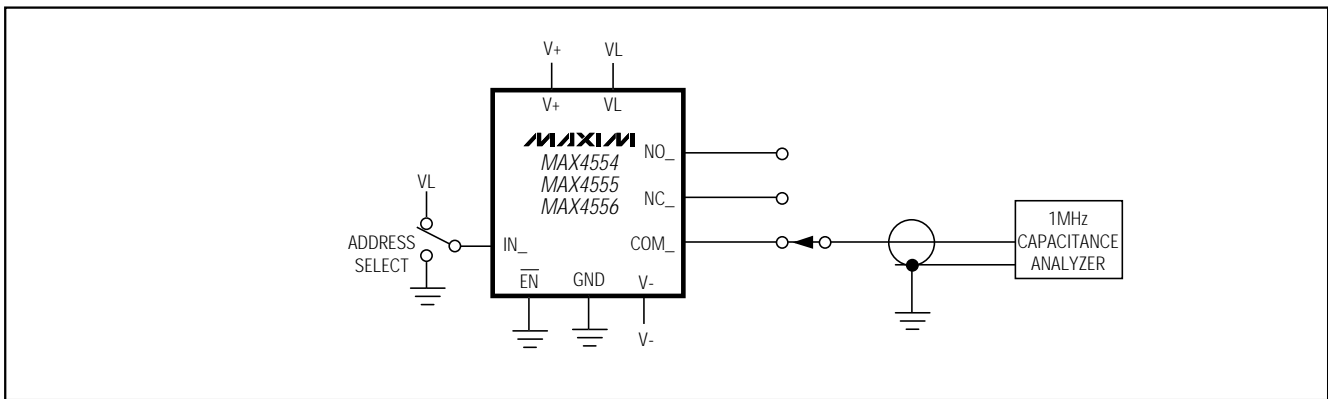 V+ VL
V+ VL
MAXIM
MAX4554
MAX4555
MAX4556
NO_
NC_
COM_
VL
ADDRESS
SELECT
IN_
EN GND V-
V-
1MHz
CAPACITANCE
ANALYZER